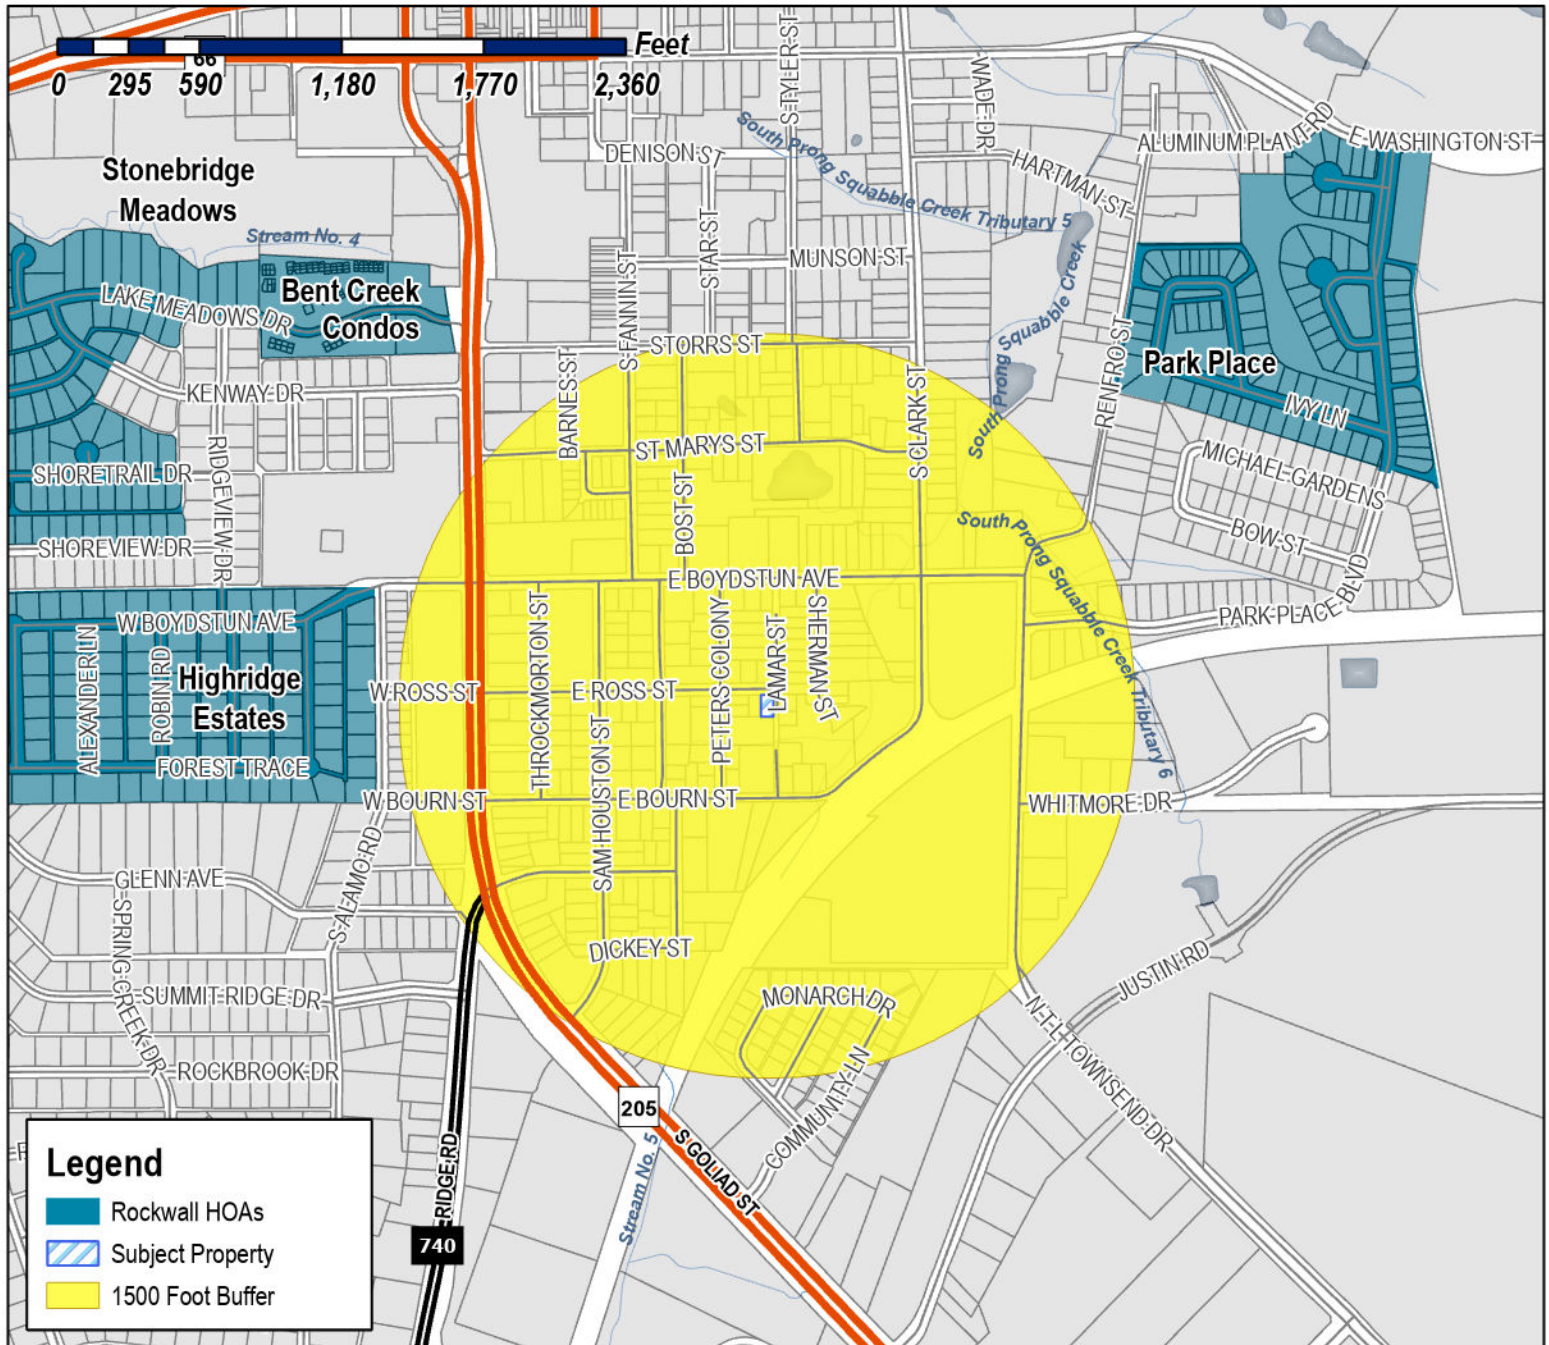 Feet
66
0 295 590 1,180 1,770 2,360
S TYLER ST
WADE DR
South Prong Squabble Creek Tributary 5
ALUMINUM PLANT RD
E WASHINGTON ST
DENISON ST
HARTMAN ST
Stonebridge
Meadows
Stream No. 4
STAR ST
MUNSON ST
S FANNIN ST
South Prong Squabble Creek
LAKE MEADOWS DR
Bent Creek
Condos
STORRS ST
RENFRO ST
Park Place
KENWAY DR
BARNES ST
S CLARK ST
IVY LN
ST MARYS ST
SHORETRAIL DR
RIDGEVIEW DR
MICHAEL GARDENS
BOST ST
BOW ST
SHOREVIEW DR
South Prong Squabble Creek Tributary 6
E BOYDSTUN AVE
PARK PLACE BLVD
W BOYDSTUN AVE
ALEXANDER LN
ROBIN RD
Highridge
Estates
THROCKMORTON ST
PETERS COLONY
LAMAR ST
SHERMAN ST
W ROSS ST
E ROSS ST
SAM HOUSTON ST
FOREST TRACE
W BOURN ST
E BOURN ST
WHITMORE DR
S ALAMO RD
GLENN AVE
SPRING CREEK DR
DICKEY ST
JUSTIN RD
SUMMIT RIDGE DR
MONARCH DR
N T L TOWNSEND DR
ROCKBROOK DR
COMMUNITY LN
205
S GOLIAD ST
Stream No. 5
RIDGE RD
740
Legend
Rockwall HOAs
Subject Property
1500 Foot Buffer